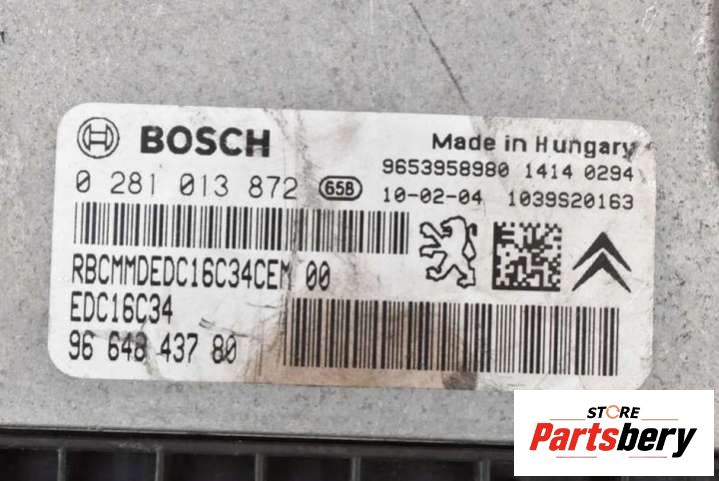 BOSCH
Made in Hungary
9653958980 1414 0294
0 281 013 872 658
10-02-04 1039S20163
RBCMMDEDC16C34CEM 00
EDC16C34
96 648 437 80
STORE
Partsbery